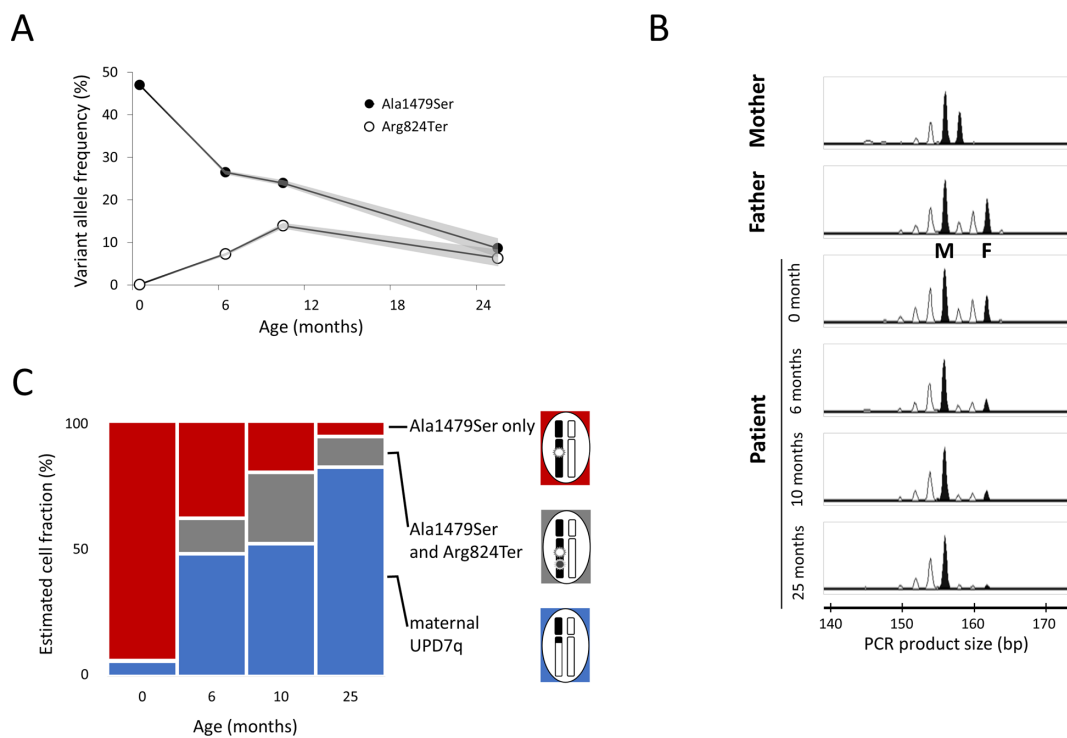 A
Variant allele frequency (%)
50
40
30
20
10
0
Ala1479Ser
Arg824Ter
0 6 12 18 24
Age (months)
B
Mother
Father
M F
Patient
0 month
6 months
10 months
25 months
140 150 160 170
PCR product size (bp)
C
Estimated cell fraction (%)
100
50
0
0 6 10 25
Age (months)
Ala1479Ser only
Ala1479Ser
and Arg824Ter
maternal
UPD7q